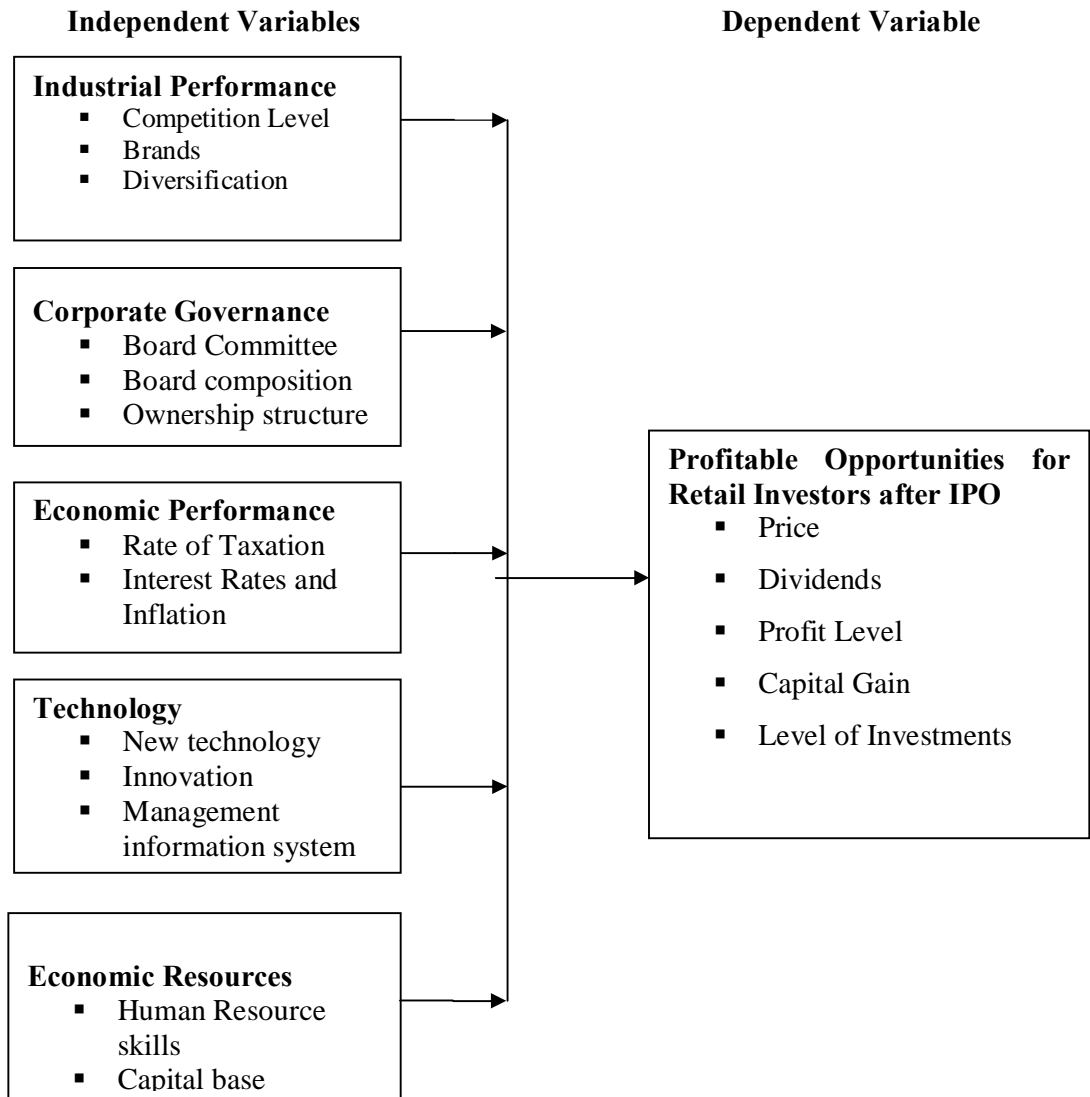 Independent Variables
Dependent Variable
Industrial Performance
▪ Competition Level
▪ Brands
▪ Diversification
Corporate Governance
▪ Board Committee
▪ Board composition
▪ Ownership structure
Economic Performance
▪ Rate of Taxation
▪ Interest Rates and
Inflation
Technology
▪ New technology
▪ Innovation
▪ Management
information system
Economic Resources
▪ Human Resource
skills
▪ Capital base
Profitable Opportunities for
Retail Investors after IPO
▪ Price
▪ Dividends
▪ Profit Level
▪ Capital Gain
▪ Level of Investments